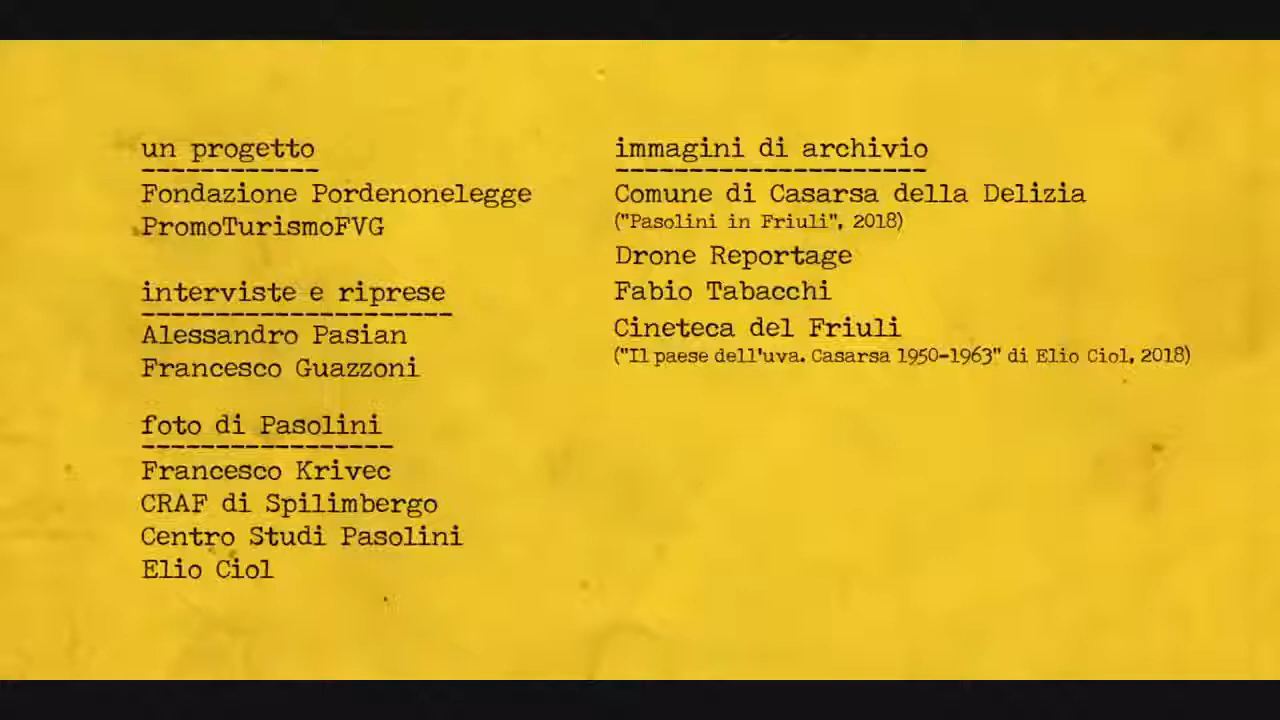 un progetto
Fondazione Pordenonelegge
PromoTurismoFVG
interviste e riprese
Alessandro Pasian
Francesco Guazzoni
foto di Pasolini
Francesco Krivec
CRAF di Spilimbergo
Centro Studi Pasolini
Elio Ciol
immagini di archivio
Comune di Casarsa della Delizia
("Pasolini in Friuli", 2018)
Drone Reportage
Fabio Tabacchi
Cineteca del Friuli
("Il paese dell'uva. Casarsa 1950-1963" di Elio Ciol, 2018)